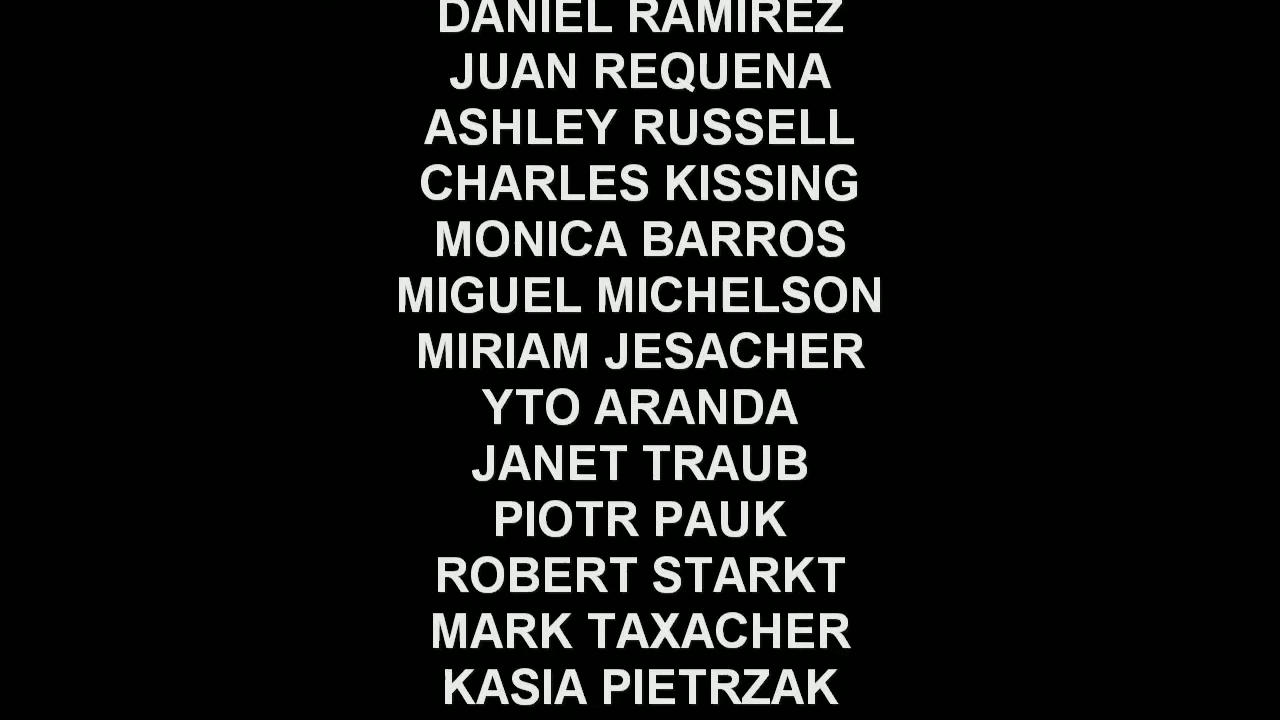 DANIEL RAMIREZ
JUAN REQUENA
ASHLEY RUSSELL
CHARLES KISSING
MONICA BARROS
MIGUEL MICHELSON
MIRIAM JESACHER
YTO ARANDA
JANET TRAUB
PIOTR PAUK
ROBERT STARKT
MARK TAXACHER
KASIA PIETRZAK